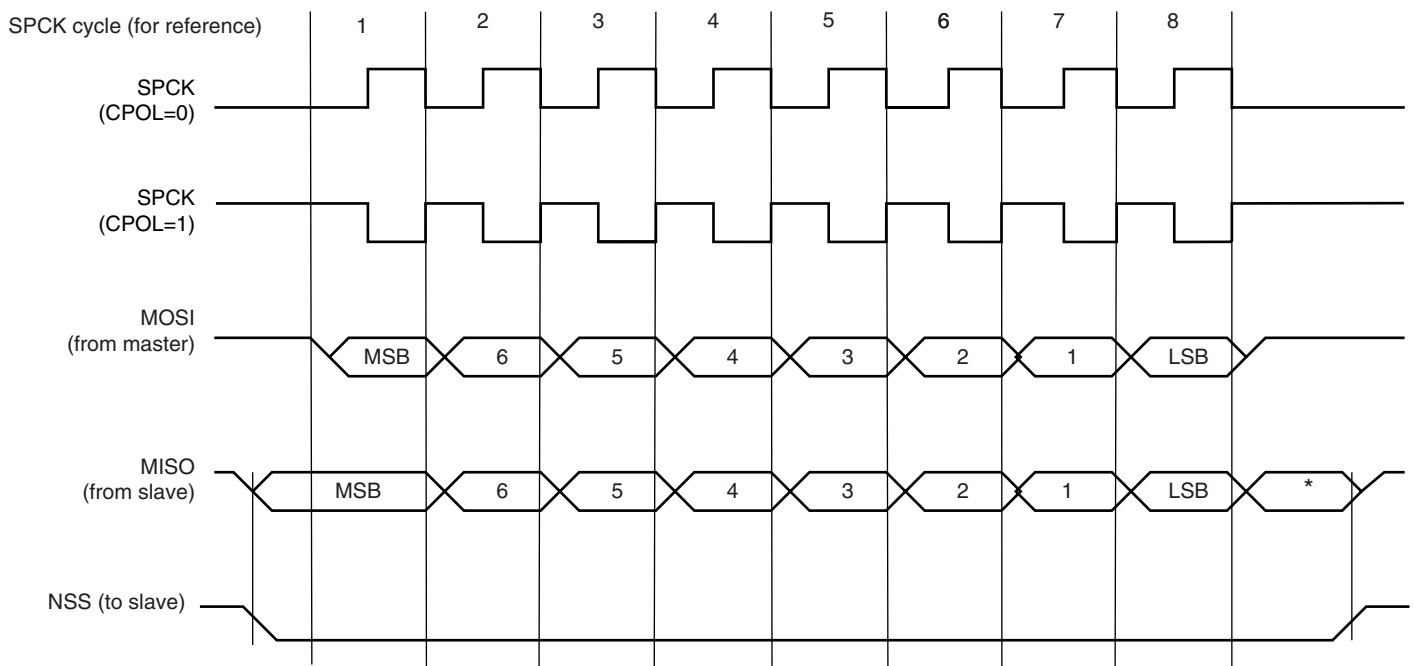 SPCK cycle (for reference)
1 2 3 4 5 6 7 8
SPCK
(CPOL=0)
SPCK
(CPOL=1)
MOSI
(from master)
MSB 6 5 4 3 2 1 LSB
MISO
(from slave)
MSB 6 5 4 3 2 1 LSB *
NSS (to slave)